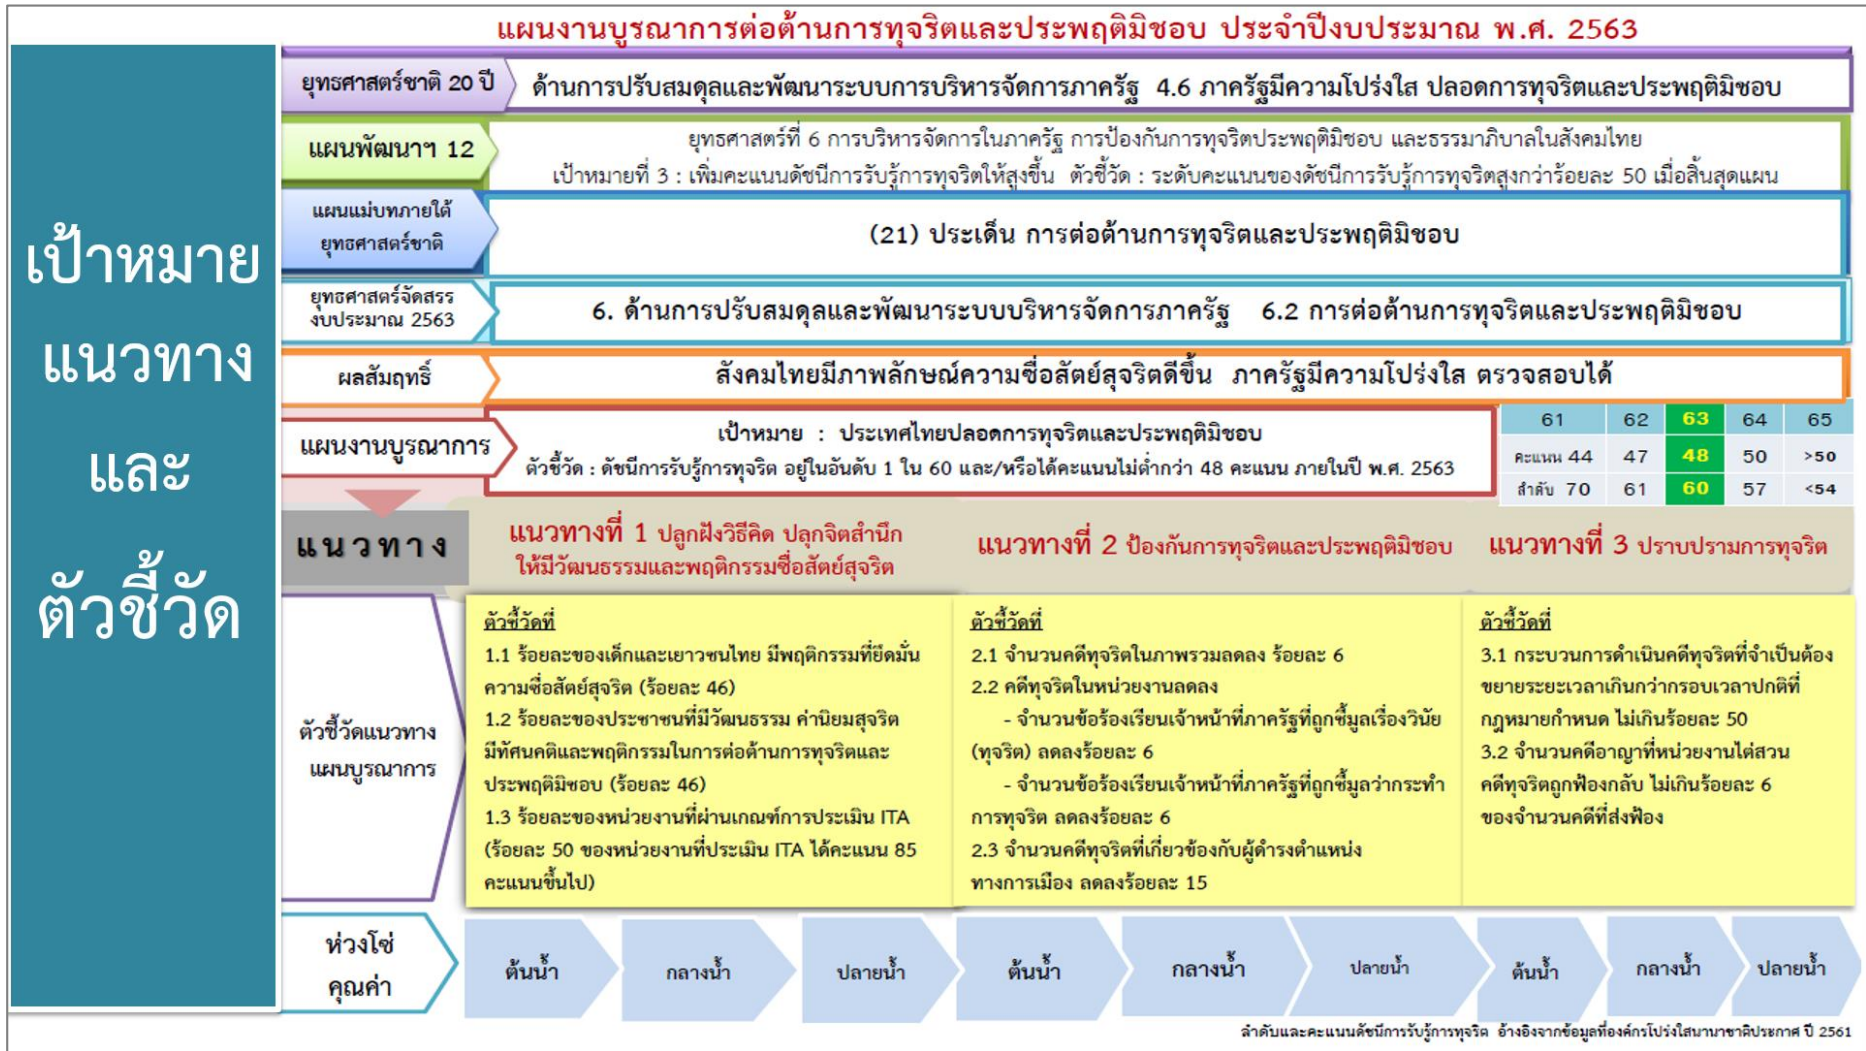 แผนงานบูรณาการต่อต้านการทุจริตและประพฤติมิชอบ ประจำปีงบประมาณ พ.ศ. 2563
เป้าหมาย
แนวทาง
และ
ตัวชี้วัด
ยุทธศาสตร์ชาติ 20 ปี
ด้านการปรับสมดุลและพัฒนาระบบการบริหารจัดการภาครัฐ 4.6 ภาครัฐมีความโปร่งใส ปลอดการทุจริตและประพฤติมิชอบ
แผนพัฒนาฯ 12
ยุทธศาสตร์ที่ 6 การบริหารจัดการในภาครัฐ การป้องกันการทุจริตประพฤติมิชอบ และธรรมาภิบาลในสังคมไทย
เป้าหมายที่ 3 : เพิ่มคะแนนดัชนีการรับรู้การทุจริตให้สูงขึ้น ตัวชี้วัด : ระดับคะแนนของดัชนีการรับรู้การทุจริตสูงกว่าร้อยละ 50 เมื่อสิ้นสุดแผน
แผนแม่บทภายใต้
ยุทธศาสตร์ชาติ
(21) ประเด็น การต่อต้านการทุจริตและประพฤติมิชอบ
ยุทธศาสตร์จัดสรร
งบประมาณ 2563
6. ด้านการปรับสมดุลและพัฒนาระบบบริหารจัดการภาครัฐ 6.2 การต่อต้านการทุจริตและประพฤติมิชอบ
ผลสัมฤทธิ์
สังคมไทยมีภาพลักษณ์ความซื่อสัตย์สุจริตดีขึ้น ภาครัฐมีความโปร่งใส ตรวจสอบได้
แผนงานบูรณาการ
เป้าหมาย : ประเทศไทยปลอดการทุจริตและประพฤติมิชอบ
ตัวชี้วัด : ดัชนีการรับรู้การทุจริต อยู่ในอันดับ 1 ใน 60 และ/หรือได้คะแนนไม่ต่ำกว่า 48 คะแนน ภายในปี พ.ศ. 2563
61 62 63 64 65
คะแนน 44 47 48 50 >50
ลำดับ 70 61 60 57 <54
แนวทาง
แนวทางที่ 1 ปลูกฝังวิธีคิด ปลุกจิตสำนึก
ให้มีวัฒนธรรมและพฤติกรรมซื่อสัตย์สุจริต
แนวทางที่ 2 ป้องกันการทุจริตและประพฤติมิชอบ
แนวทางที่ 3 ปราบปรามการทุจริต
ตัวชี้วัดแนวทาง
แผนบูรณาการ
ตัวชี้วัดที่
1.1 ร้อยละของเด็กและเยาวชนไทย มีพฤติกรรมที่ยึดมั่น
ความซื่อสัตย์สุจริต (ร้อยละ 46)
1.2 ร้อยละของประชาชนที่มีวัฒนธรรม ค่านิยมสุจริต
มีทัศนคติและพฤติกรรมในการต่อต้านการทุจริตและ
ประพฤติมิชอบ (ร้อยละ 46)
1.3 ร้อยละของหน่วยงานที่ผ่านเกณฑ์การประเมิน ITA
(ร้อยละ 50 ของหน่วยงานที่ประเมิน ITA ได้คะแนน 85
คะแนนขึ้นไป)
ตัวชี้วัดที่
2.1 จำนวนคดีทุจริตในภาพรวมลดลง ร้อยละ 6
2.2 คดีทุจริตในหน่วยงานลดลง
- จำนวนข้อร้องเรียนเจ้าหน้าที่ภาครัฐที่ถูกชี้มูลเรื่องวินัย
(ทุจริต) ลดลงร้อยละ 6
- จำนวนข้อร้องเรียนเจ้าหน้าที่ภาครัฐที่ถูกชี้มูลว่ากระทำ
การทุจริต ลดลงร้อยละ 6
2.3 จำนวนคดีทุจริตที่เกี่ยวข้องกับผู้ดำรงตำแหน่ง
ทางการเมือง ลดลงร้อยละ 15
ตัวชี้วัดที่
3.1 กระบวนการดำเนินคดีทุจริตที่จำเป็นต้อง
ขยายระยะเวลาเกินกว่ากรอบเวลาปกติที่
กฎหมายกำหนด ไม่เกินร้อยละ 50
3.2 จำนวนคดีอาญาที่หน่วยงานไต่สวน
คดีทุจริตถูกฟ้องกลับ ไม่เกินร้อยละ 6
ของจำนวนคดีที่ส่งฟ้อง
ห่วงโซ่
คุณค่า
ต้นน้ำ กลางน้ำ ปลายน้ำ ต้นน้ำ กลางน้ำ ปลายน้ำ ต้นน้ำ กลางน้ำ ปลายน้ำ
ลำดับและคะแนนดัชนีการรับรู้การทุจริต อ้างอิงจากข้อมูลที่องค์กรโปร่งใสนานาชาติประกาศ ปี 2561